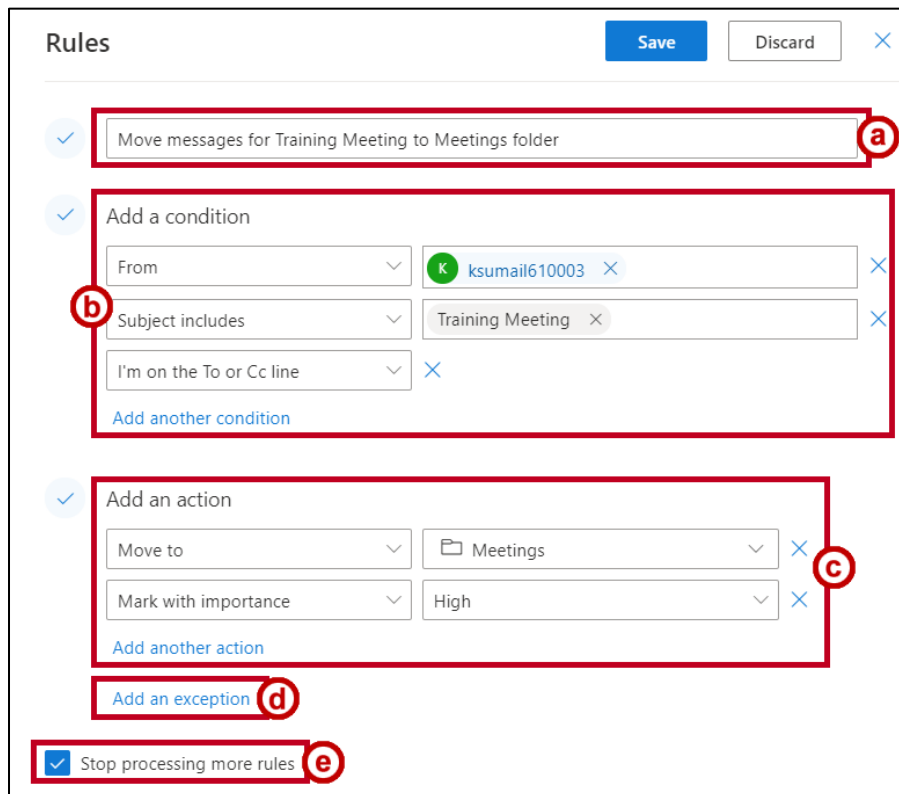 Rules Save Discard
Move messages for Training Meeting to Meetings folder a
Add a condition
From K ksumail610003
b
Subject includes Training Meeting
I'm on the To or Cc line
Add another condition
Add an action
Move to Meetings
c
Mark with importance High
Add another action
Add an exception d
Stop processing more rules e